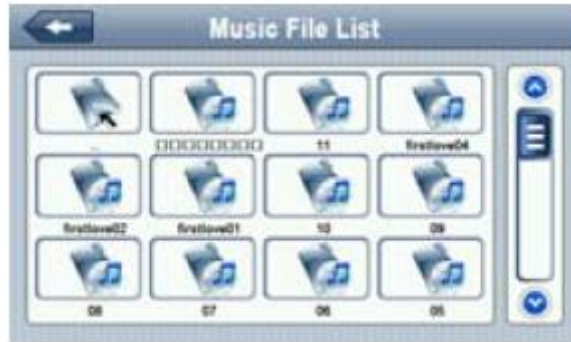 Music File List
..
□□□□□□□□ 11 firstlove04
firstlove02 firstlove01 10 09
08 07 06 05